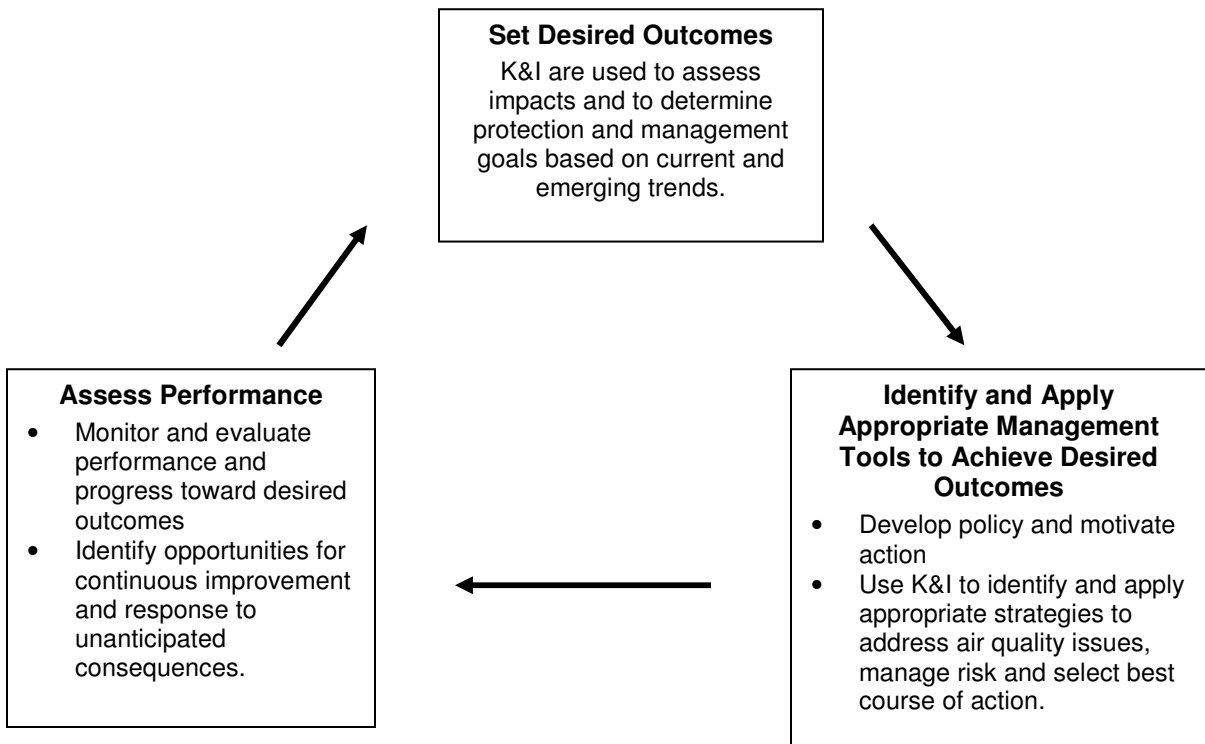 Set Desired Outcomes
K&I are used to assess
impacts and to determine
protection and management
goals based on current and
emerging trends.
Assess Performance
• Monitor and evaluate
performance and
progress toward desired
outcomes
• Identify opportunities for
continuous improvement
and response to
unanticipated
consequences.
Identify and Apply
Appropriate Management
Tools to Achieve Desired
Outcomes
• Develop policy and motivate
action
• Use K&I to identify and apply
appropriate strategies to
address air quality issues,
manage risk and select best
course of action.